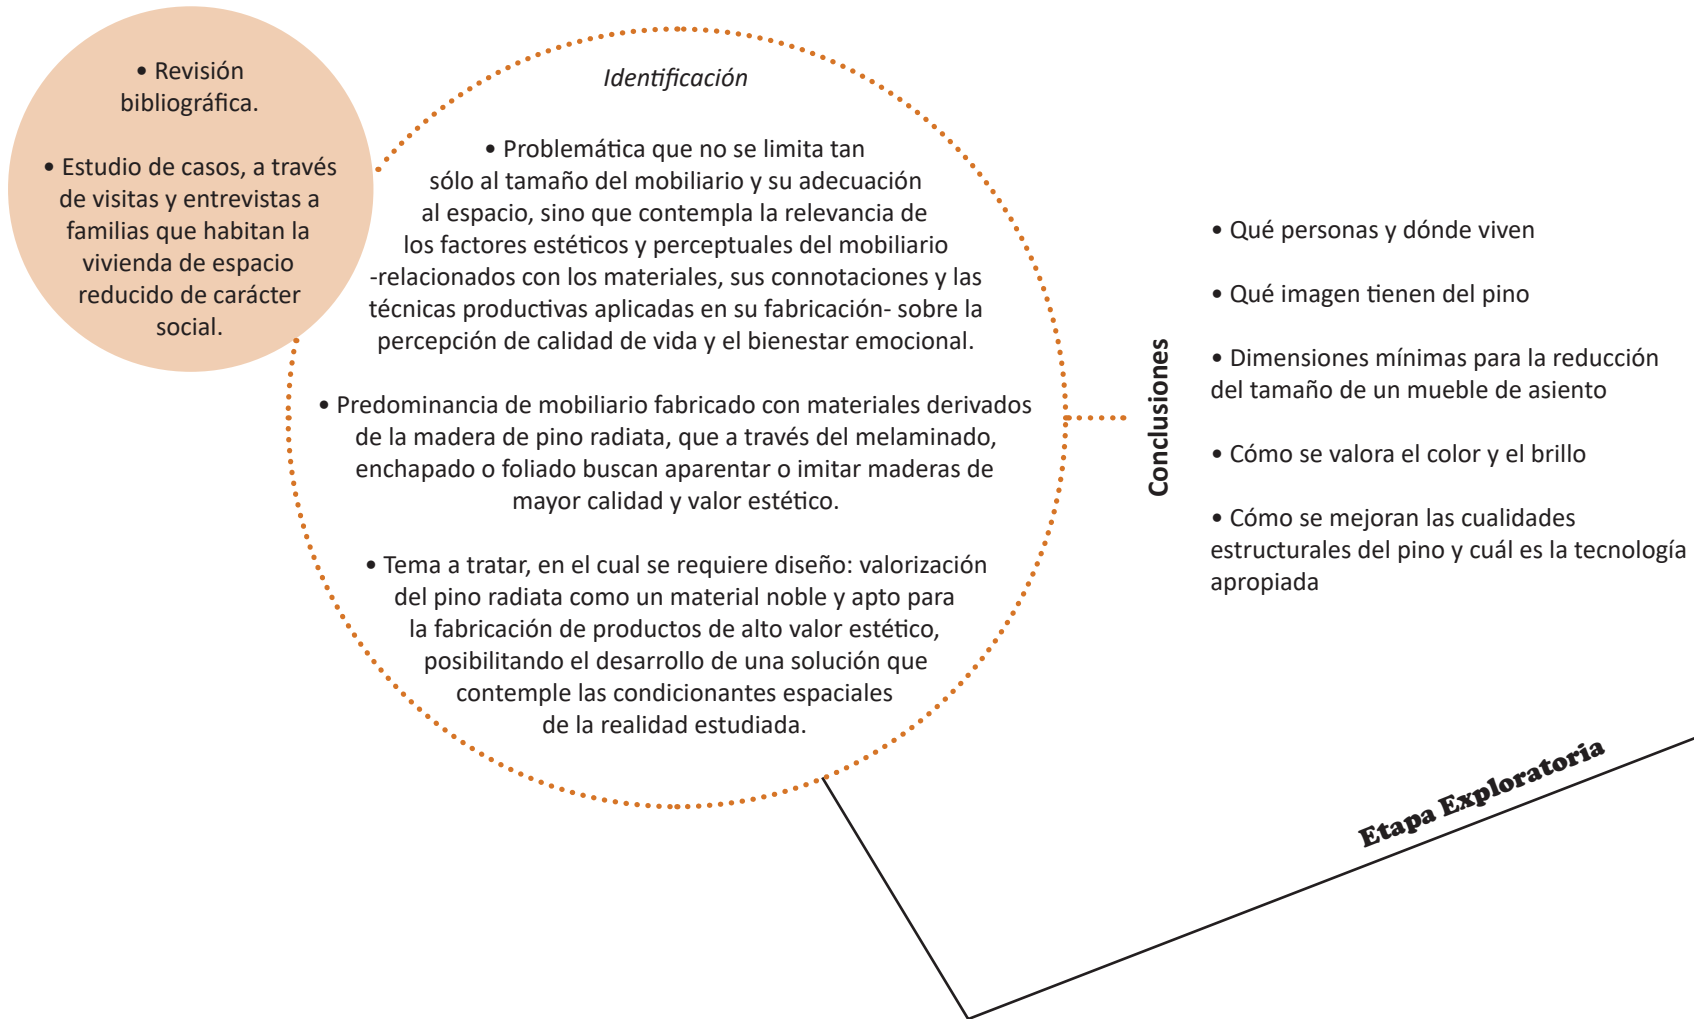 • Revisión
bibliográfica.
• Estudio de casos, a través
de visitas y entrevistas a
familias que habitan la
vivienda de espacio
reducido de carácter
social.
Identificación
• Problemática que no se limita tan
sólo al tamaño del mobiliario y su adecuación
al espacio, sino que contempla la relevancia de
los factores estéticos y perceptuales del mobiliario
-relacionados con los materiales, sus connotaciones y las
técnicas productivas aplicadas en su fabricación- sobre la
percepción de calidad de vida y el bienestar emocional.
• Predominancia de mobiliario fabricado con materiales derivados
de la madera de pino radiata, que a través del melaminado,
enchapado o foliado buscan aparentar o imitar maderas de
mayor calidad y valor estético.
• Tema a tratar, en el cual se requiere diseño: valorización
del pino radiata como un material noble y apto para
la fabricación de productos de alto valor estético,
posibilitando el desarrollo de una solución que
contemple las condicionantes espaciales
de la realidad estudiada.
Conclusiones
• Qué personas y dónde viven
• Qué imagen tienen del pino
• Dimensiones mínimas para la reducción
del tamaño de un mueble de asiento
• Cómo se valora el color y el brillo
• Cómo se mejoran las cualidades
estructurales del pino y cuál es la tecnología
apropiada
Etapa Exploratoria